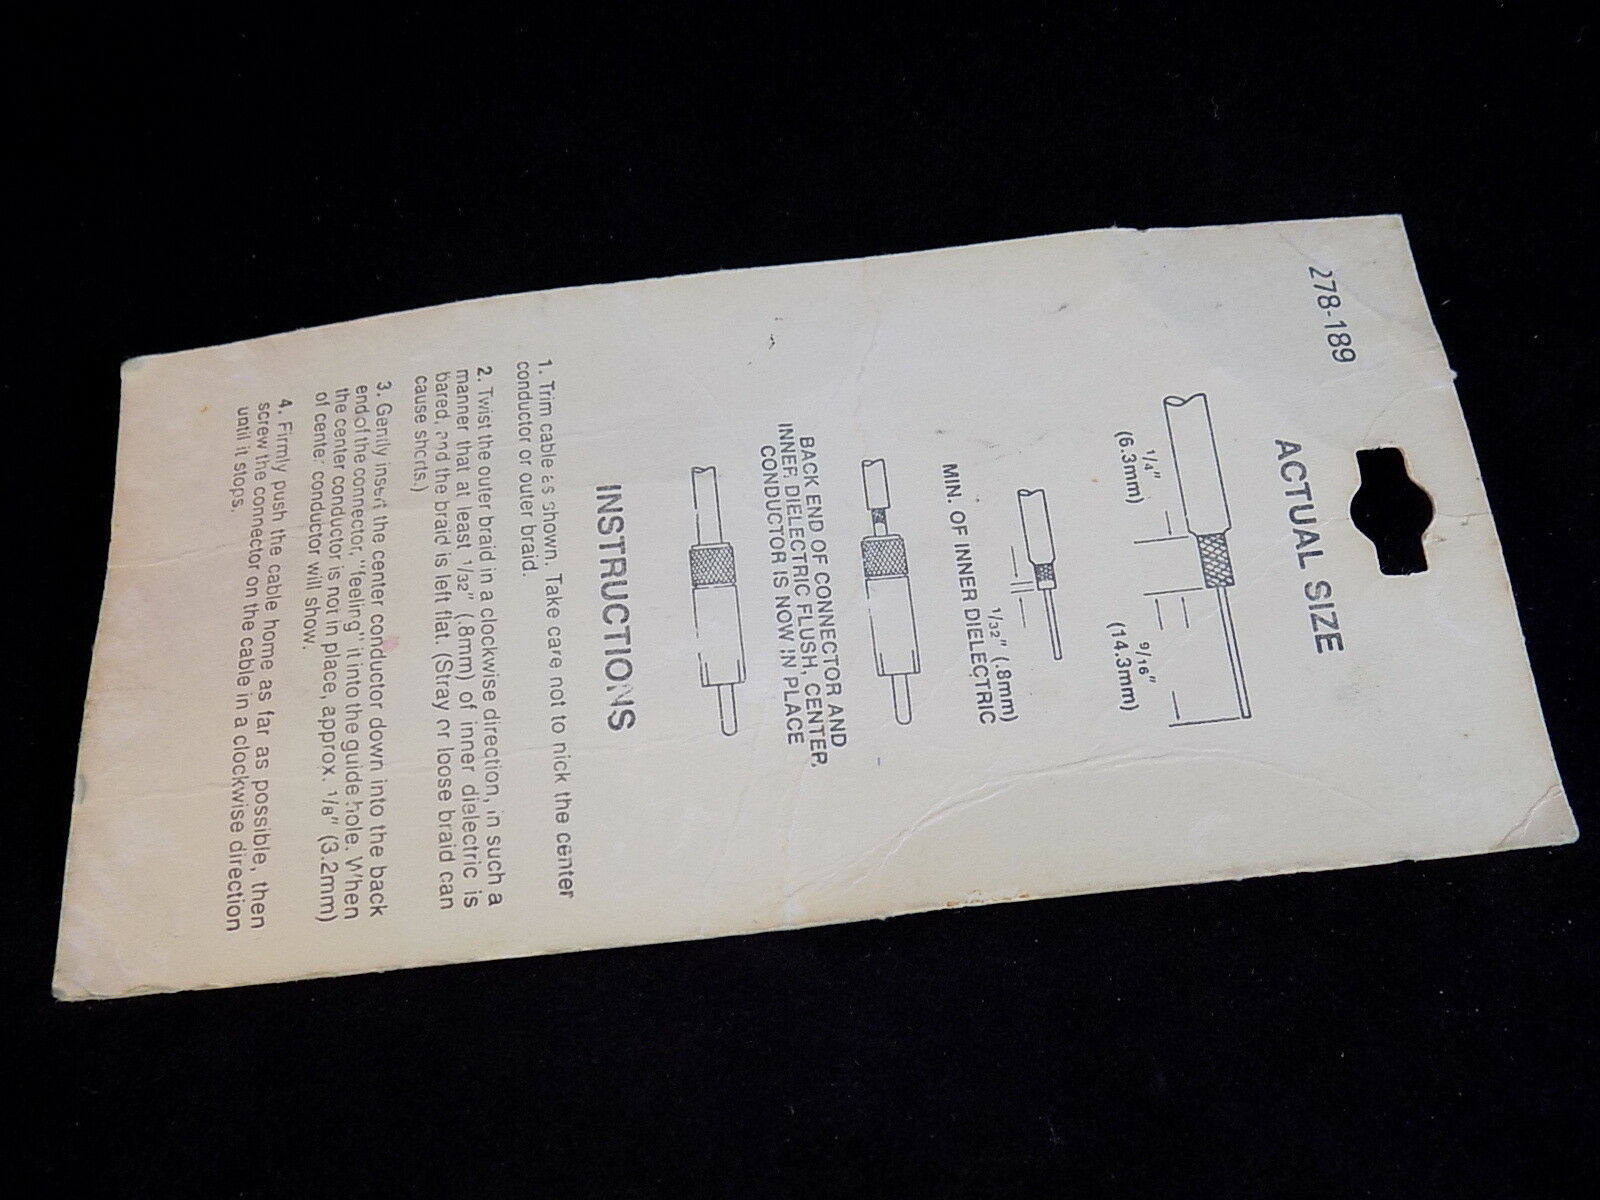 278-189
ACTUAL SIZE
1/4" 9/16"
(6.3mm) (14.3mm)
1/32" (.8mm)
MIN. OF INNER DIELECTRIC
BACK END OF CONNECTOR AND
INNER DIELECTRIC FLUSH, CENTER
CONDUCTOR IS NOW IN PLACE
INSTRUCTIONS
1. Trim cable as shown. Take care not to nick the center
conductor or outer braid.
2. Twist the outer braid in a clockwise direction, in such a
manner that at least 1/32" (.8mm) of inner dielectric is
bared, and the braid is left flat. (Stray or loose braid can
cause shorts.)
3. Gently insert the center conductor down into the back
end of the connector, "feeling" it into the guide hole. When
the center conductor is nor in place, approx. 1/8" (3.2mm)
of center conductor will show.
4. Firmly push the cable home as far as possible, then
screw the connector on the cable in a clockwise direction
until it stops.